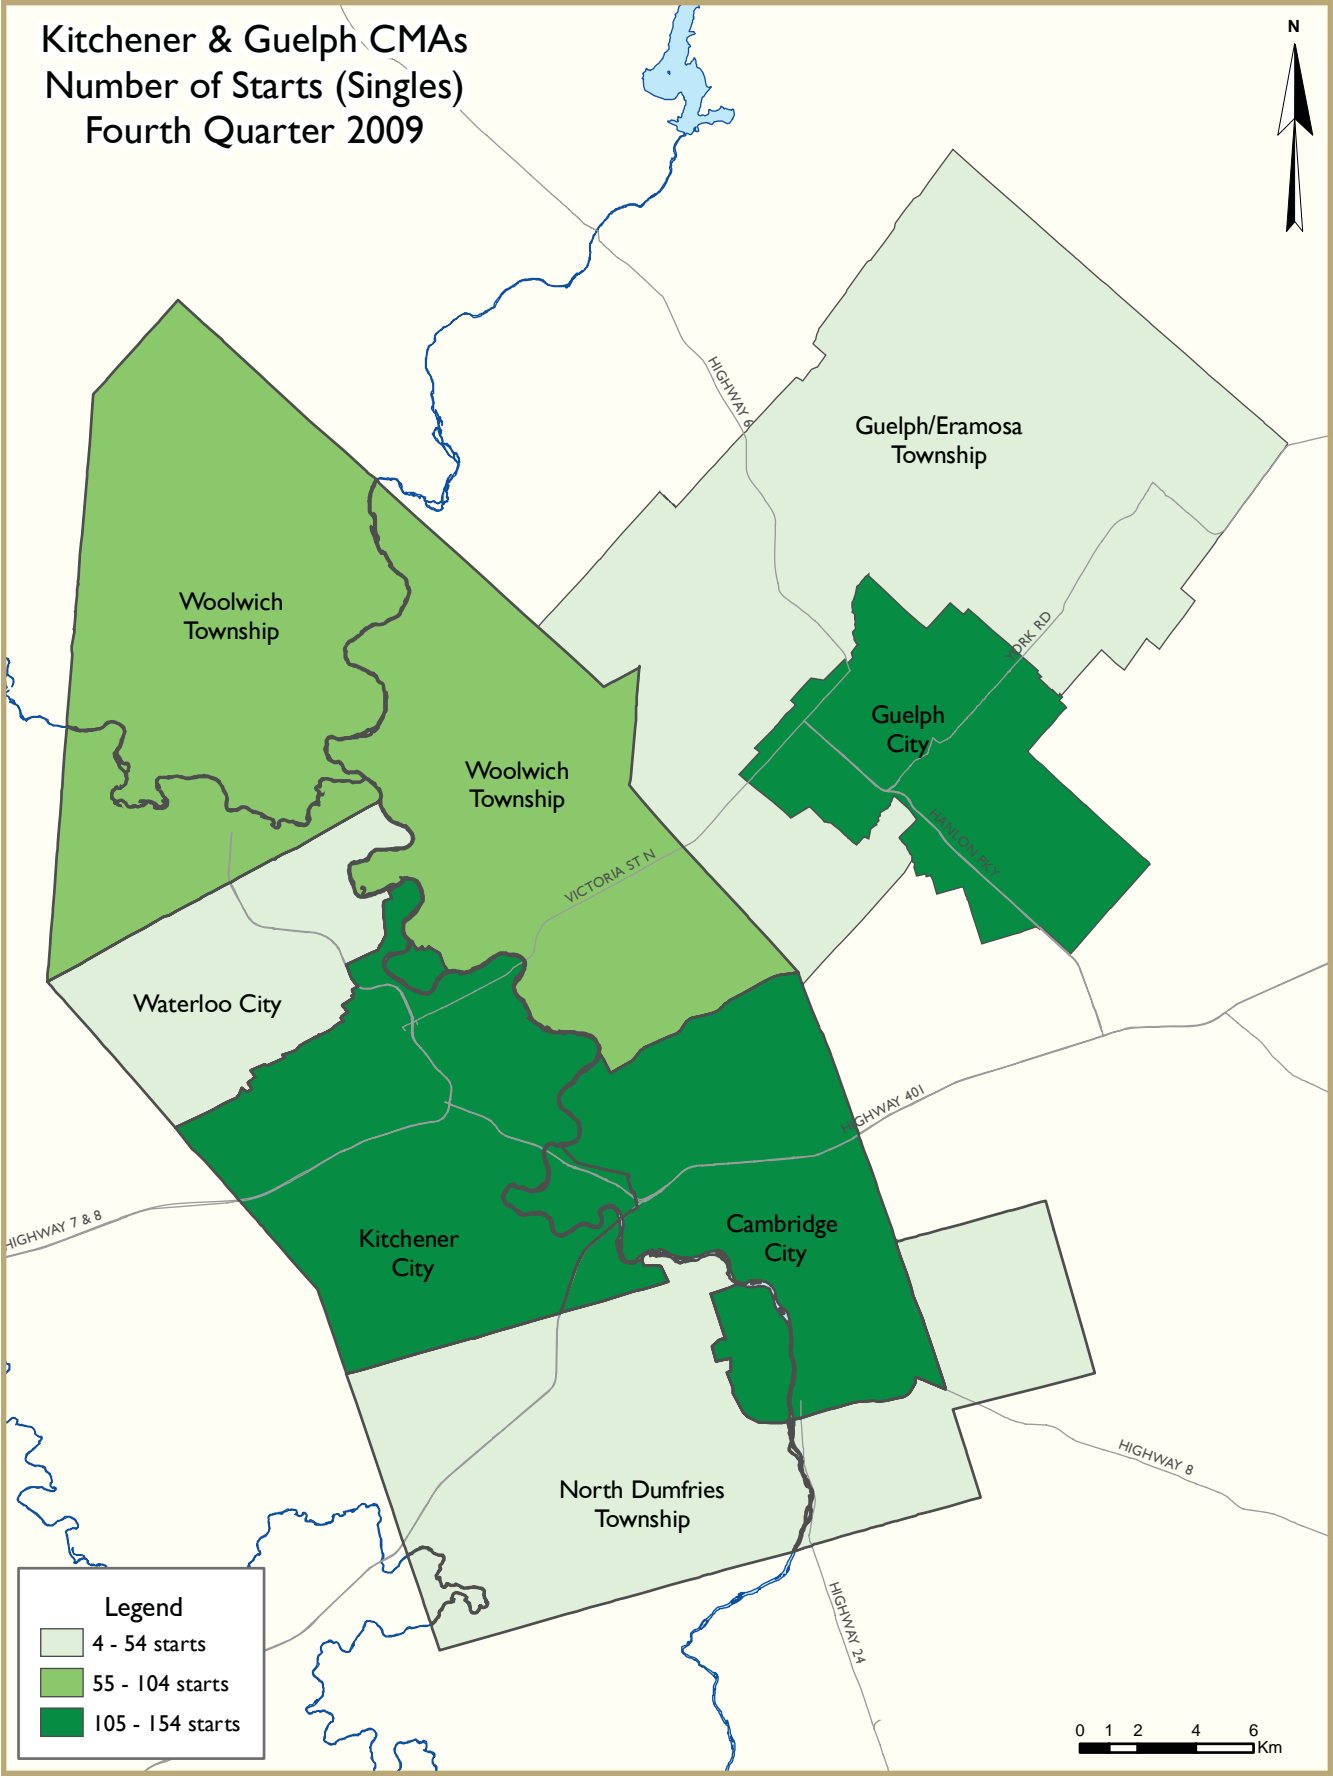 Kitchener & Guelph CMAs
Number of Starts (Singles)
Fourth Quarter 2009
N
HIGHWAY 6
Guelph/Eramosa
Township
Woolwich
Township
YORK RD
Guelph
City
Woolwich
Township
HANLON PKY
VICTORIA ST N
Waterloo City
HIGHWAY 401
HIGHWAY 7 & 8
Kitchener
City
Cambridge
City
HIGHWAY 8
North Dumfries
Township
HIGHWAY 24
Legend
4 - 54 starts
55 - 104 starts
105 - 154 starts
0 1 2 4 6
Km